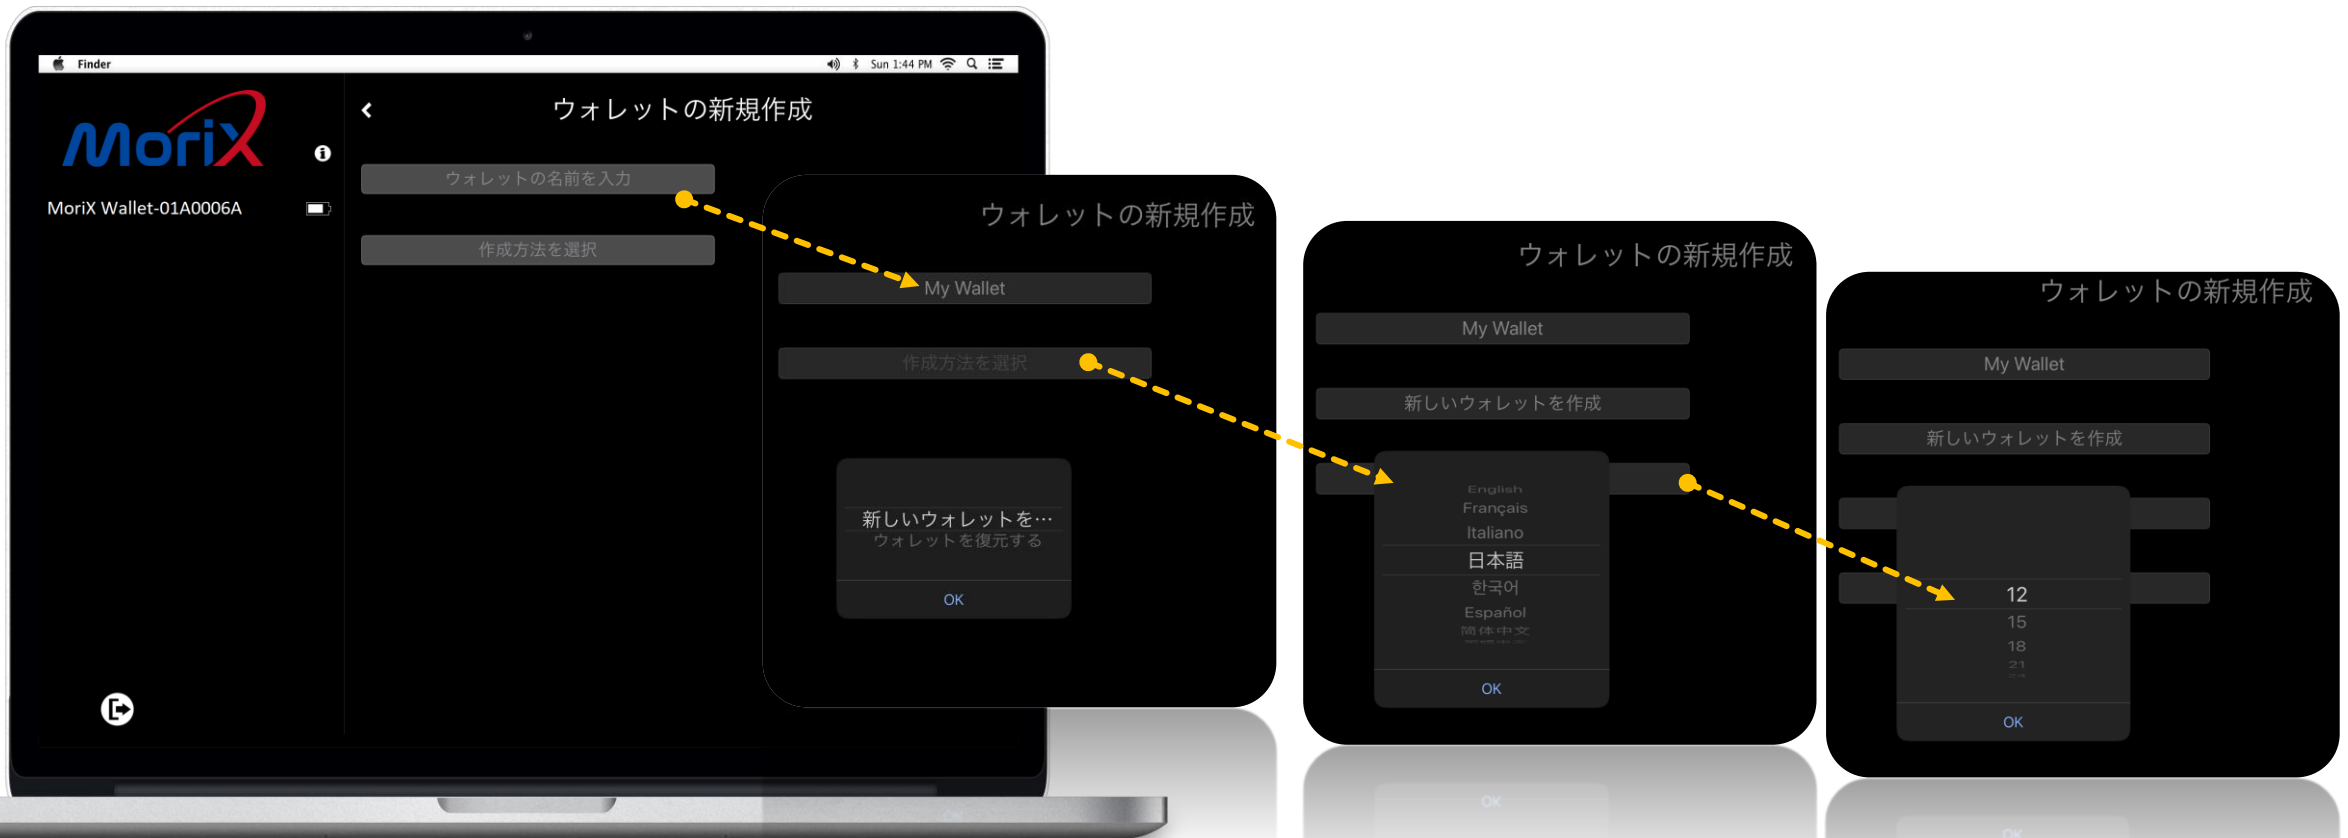 Finder
Sun 1:44 PM
MoriX
MoriX Wallet-01A0006A
ウォレットの新規作成
ウォレットの名前を入力
作成方法を選択
ウォレットの新規作成
My Wallet
作成方法を選択
新しいウォレットを…
ウォレットを復元する
OK
ウォレットの新規作成
My Wallet
新しいウォレットを作成
English
Français
Italiano
日本語
한국어
Español
简体中文
OK
ウォレットの新規作成
My Wallet
新しいウォレットを作成
12
15
18
21
OK